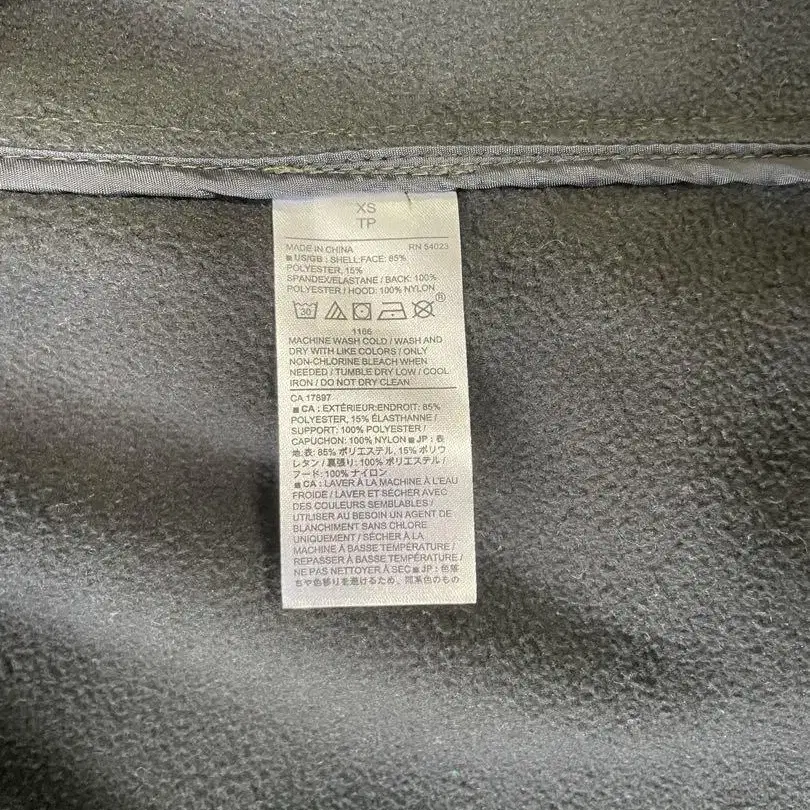 XS
TP
MADE IN CHINA RN 54023
■ US/GB : SHELL:FACE: 85%
POLYESTER, 15%
SPANDEX/ELASTANE / BACK: 100%
POLYESTER / HOOD: 100% NYLON
30
®
1166
MACHINE WASH COLD / WASH AND
DRY WITH LIKE COLORS / ONLY
NON-CHLORINE BLEACH WHEN
NEEDED / TUMBLE DRY LOW / COOL
IRON / DO NOT DRY CLEAN
CA 17897
■ CA : EXTÉRIEUR:ENDROIT: 85%
POLYESTER, 15% ÉLASTHANNE /
SUPPORT: 100% POLYESTER /
CAPUCHON: 100% NYLON ■ JP : 表
地:表: 85% ポリエステル, 15% ポリウ
レタン / 裏張り: 100% ポリエステル /
フード: 100% ナイロン
■ CA : LAVER À LA MACHINE À L'EAU
FROIDE / LAVER ET SÉCHER AVEC
DES COULEURS SEMBLABLES /
UTILISER AU BESOIN UN AGENT DE
BLANCHIMENT SANS CHLORE
UNIQUEMENT / SÉCHER À LA
MACHINE À BASSE TEMPÉRATURE /
REPASSER À BASSE TEMPÉRATURE /
NE PAS NETTOYER À SEC ■ JP : 色落
ちや色移りを避けるため、同系色のもの